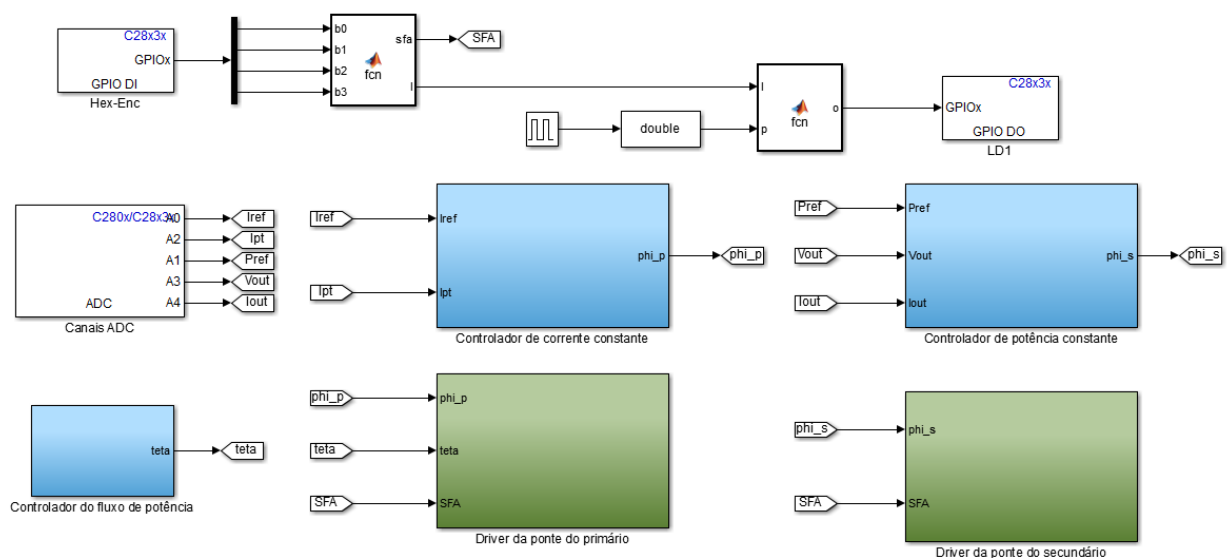 C28x3x
GPIOx
GPIO DI
Hex-Enc
b0
b1
b2
b3
sfa
l
fcn
SFA
double
l
p
fcn
o
C28x3x
GPIOx
GPIO DO
LD1
C280x/C28x3x
A0
A2
A1
A3
A4
ADC
Canais ADC
Iref
Ipt
Pref
Vout
Iout
Iref
Ipt
Iref
Ipt
phi_p
Controlador de corrente constante
phi_p
Pref
Vout
Iout
Pref
Vout
Iout
phi_s
Controlador de potência constante
phi_s
teta
Controlador do fluxo de potência
teta
phi_p
teta
SFA
phi_p
teta
SFA
Driver da ponte do primário
phi_s
SFA
phi_s
SFA
Driver da ponte do secundário